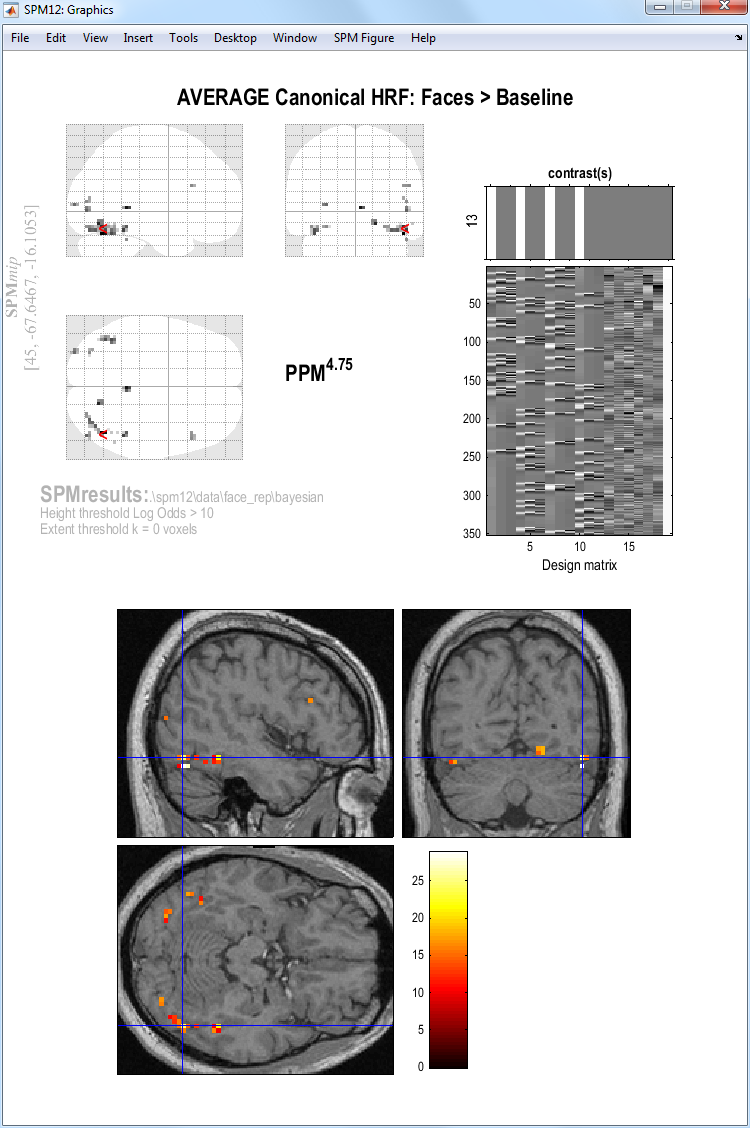 SPM12: Graphics
File Edit View Insert Tools Desktop Window SPM Figure Help
AVERAGE Canonical HRF: Faces > Baseline
SPMmip
[45, -67.6467, -16.1053]
<
<
<
PPM4.75
SPMresults:.\spm12\data\face_rep\bayesian
Height threshold Log Odds > 10
Extent threshold k = 0 voxels
contrast(s)
13
50
100
150
200
250
300
350
5 10 15
Design matrix
25
20
15
10
5
0